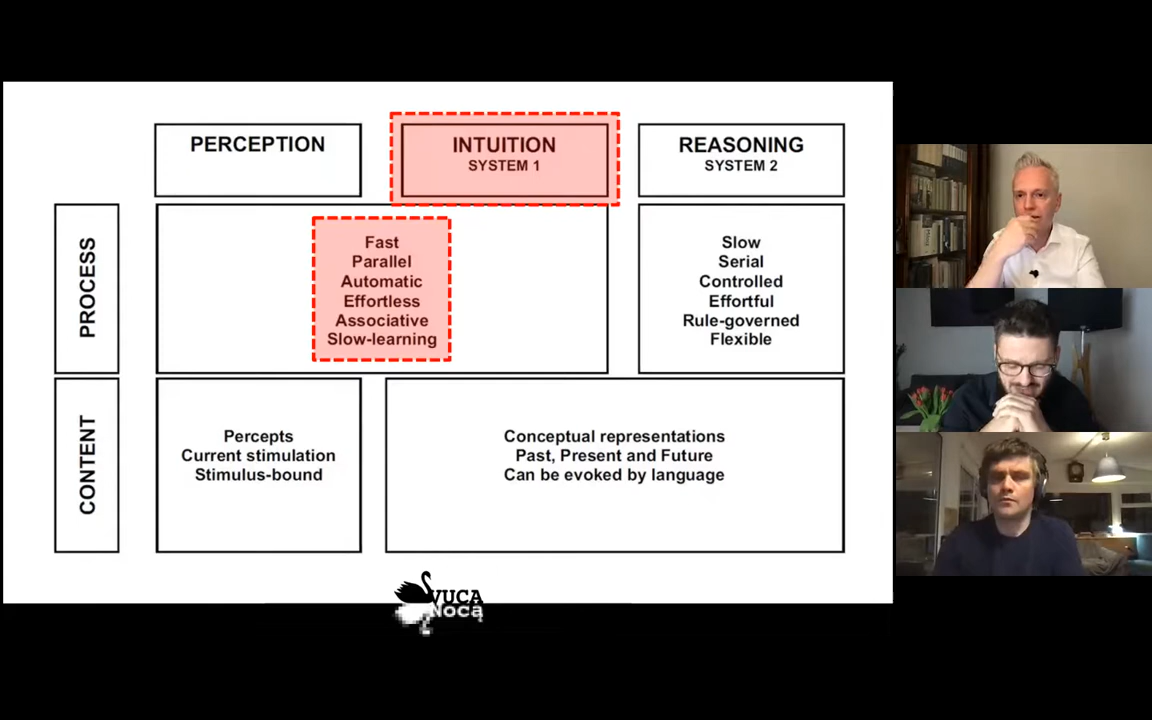 PERCEPTION
INTUITION
SYSTEM 1
REASONING
SYSTEM 2
PROCESS
Fast
Parallel
Automatic
Effortless
Associative
Slow-learning
Slow
Serial
Controlled
Effortful
Rule-governed
Flexible
CONTENT
Percepts
Current stimulation
Stimulus-bound
Conceptual representations
Past, Present and Future
Can be evoked by language
VUCA
Nocą